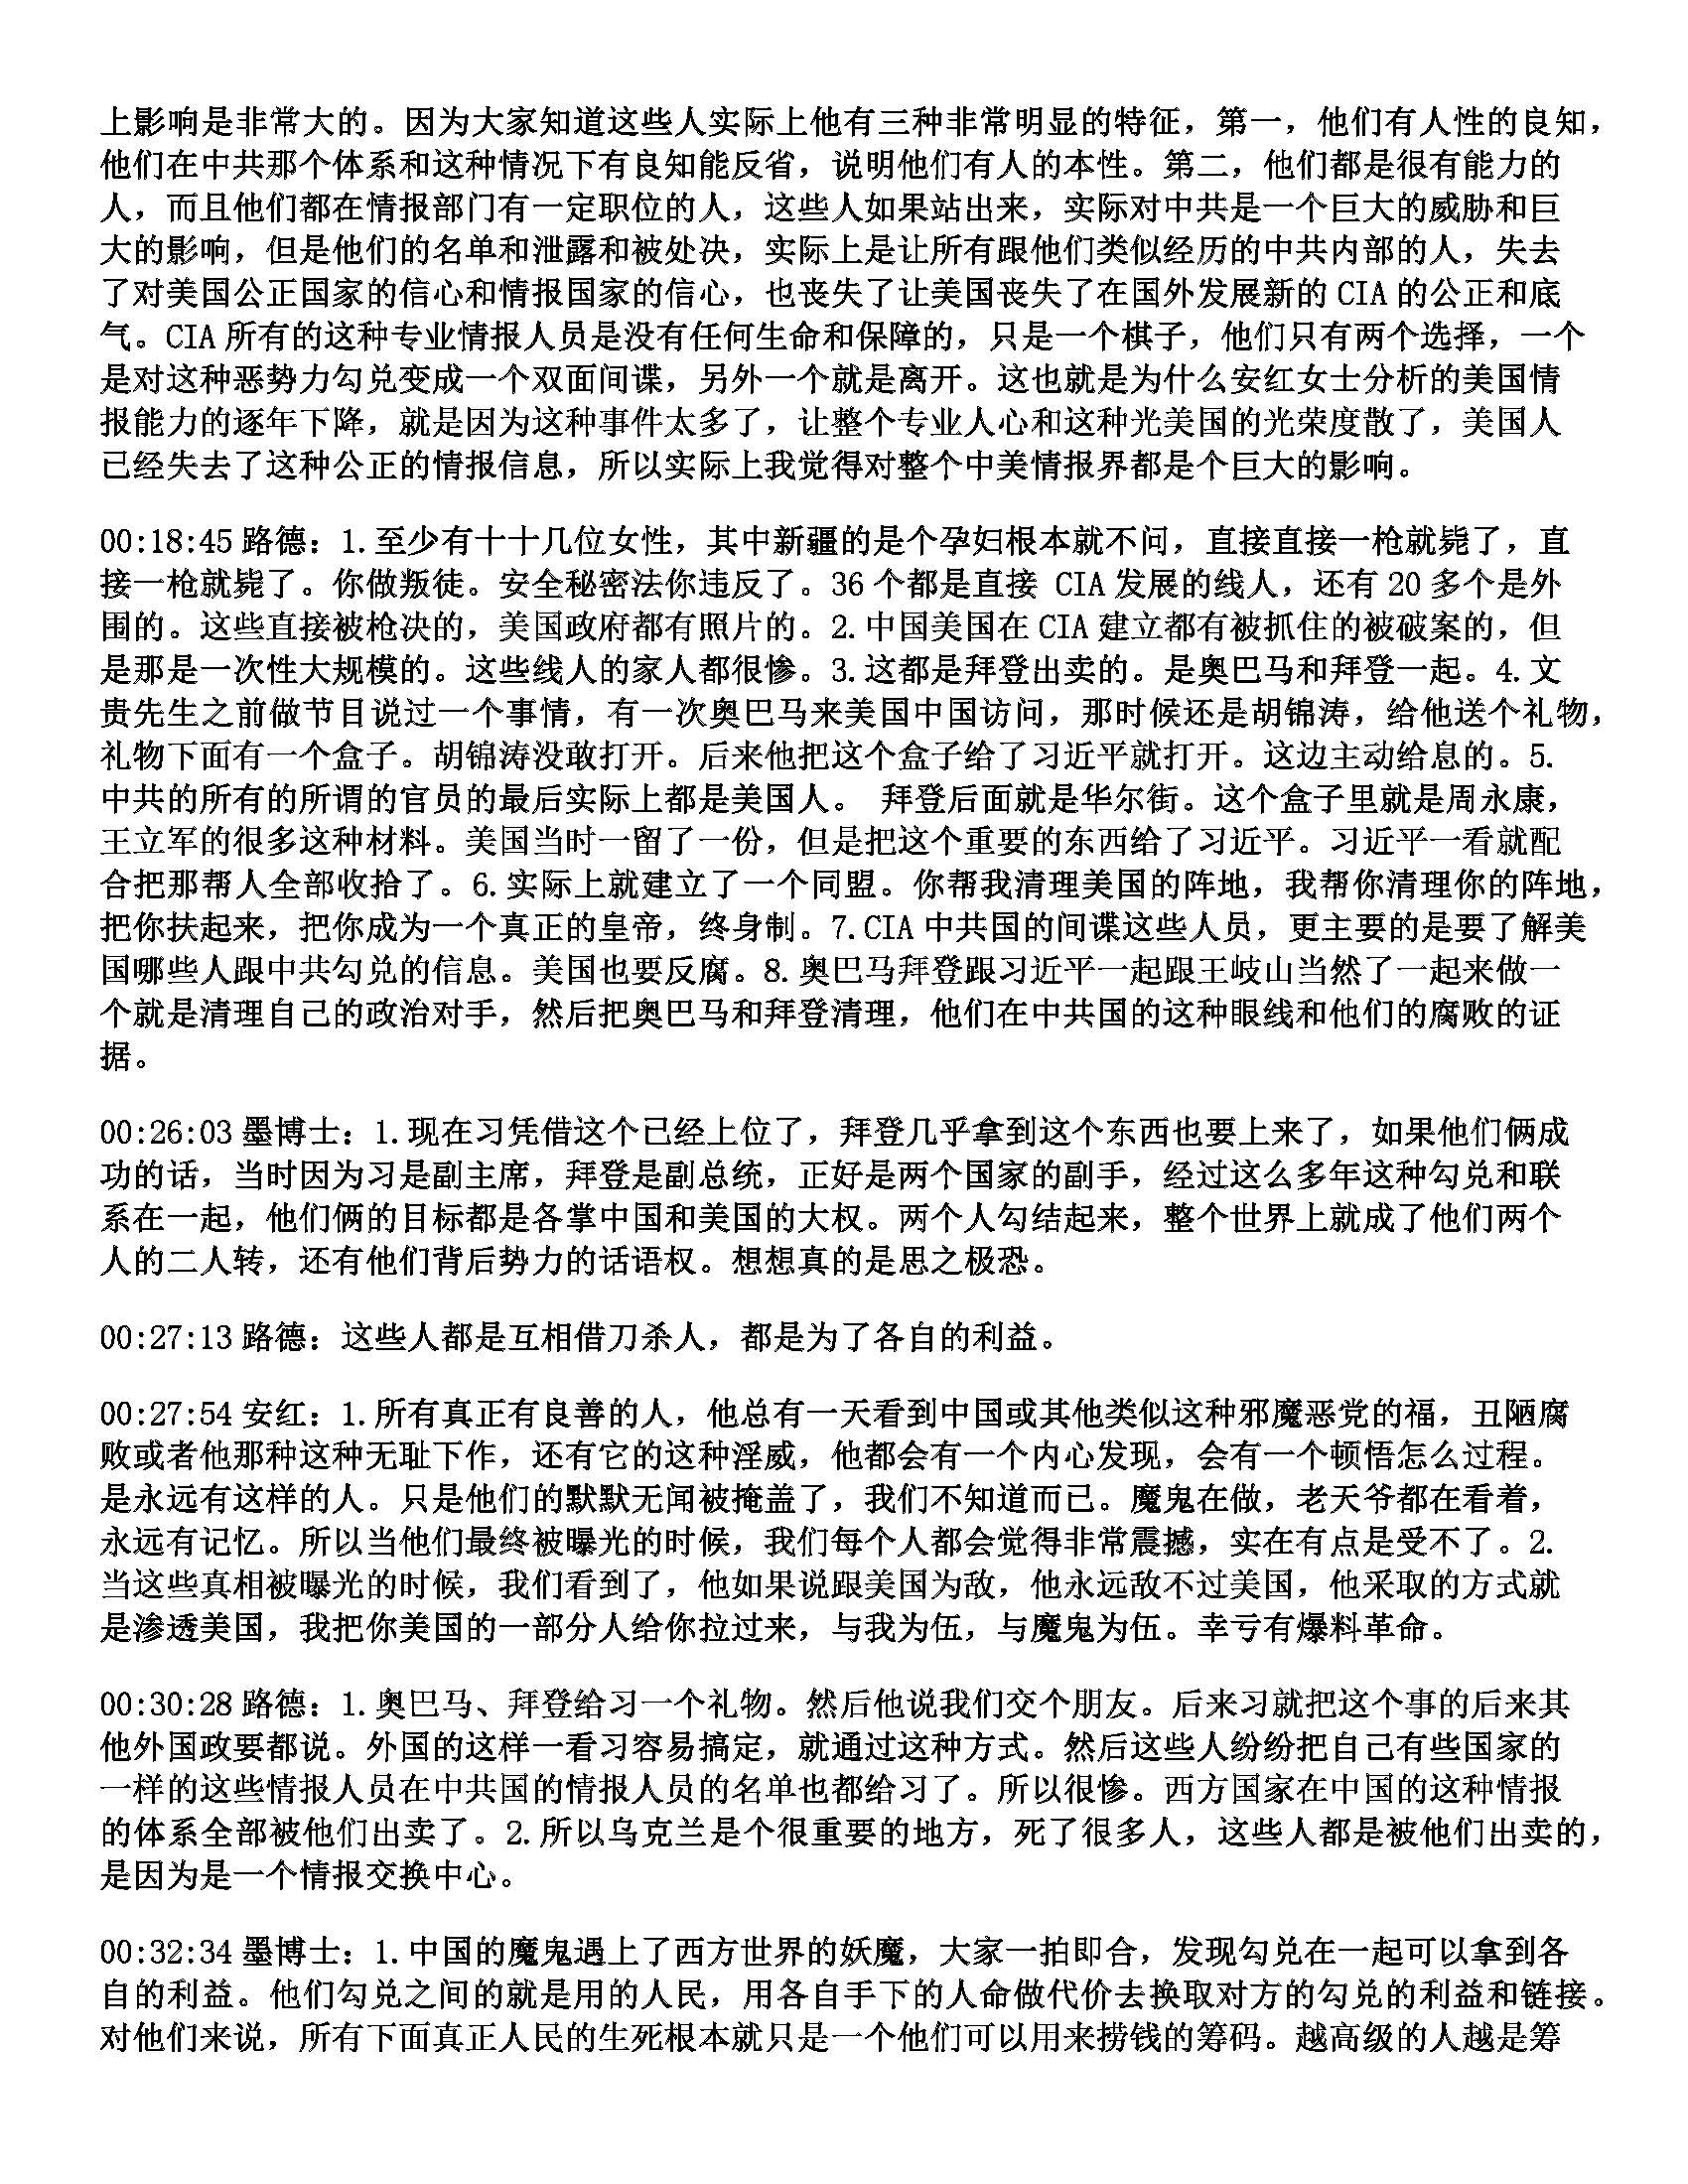 上影响是非常大的。因为大家知道这些人实际上他有三种非常明显的特征，第一，他们有人性的良知，
他们在中共那个体系和这种情况下有良知能反省，说明他们有人的本性。第二，他们都是很有能力的
人，而且他们都在情报部门有一定职位的人，这些人如果站出来，实际对中共是一个巨大的威胁和巨
大的影响，但是他们的名单和泄露和被处决，实际上是让所有跟他们类似经历的中共内部的人，失去
了对美国公正国家的信心和情报国家的信心，也丧失了让美国丧失了在国外发展新的 CIA 的公正和底
气。CIA 所有的这种专业情报人员是没有任何生命和保障的，只是一个棋子，他们只有两个选择，一个
是对这种恶势力勾兑变成一个双面间谍，另外一个就是离开。这也就是为什么安红女士分析的美国情
报能力的逐年下降，就是因为这种事件太多了，让整个专业人心和这种光美国的光荣度散了，美国人
已经失去了这种公正的情报信息，所以实际上我觉得对整个中美情报界都是个巨大的影响。
00:18:45 路德：1.至少有十十几位女性，其中新疆的是个孕妇根本就不问，直接直接一枪就毙了，直
接一枪就毙了。你做叛徒。安全秘密法你违反了。36 个都是直接 CIA 发展的线人，还有 20 多个是外
围的。这些直接被枪决的，美国政府都有照片的。2.中国美国在 CIA 建立都有被抓住的被破案的，但
是那是一次性大规模的。这些线人的家人都很惨。3.这都是拜登出卖的。是奥巴马和拜登一起。4.文
贵先生之前做节目说过一个事情，有一次奥巴马来美国中国访问，那时候还是胡锦涛，给他送个礼物，
礼物下面有一个盒子。胡锦涛没敢打开。后来他把这个盒子给了习近平就打开。这边主动给息的。5.
中共的所有的所谓的官员的最后实际上都是美国人。 拜登后面就是华尔街。这个盒子里就是周永康，
王立军的很多这种材料。美国当时一留了一份，但是把这个重要的东西给了习近平。习近平一看就配
合把那帮人全部收拾了。6.实际上就建立了一个同盟。你帮我清理美国的阵地，我帮你清理你的阵地，
把你扶起来，把你成为一个真正的皇帝，终身制。7.CIA 中共国的间谍这些人员，更主要的是要了解美
国哪些人跟中共勾兑的信息。美国也要反腐。8.奥巴马拜登跟习近平一起跟王岐山当然了一起来做一
个就是清理自己的政治对手，然后把奥巴马和拜登清理，他们在中共国的这种眼线和他们的腐败的证
据。
00:26:03 墨博士：1.现在习凭借这个已经上位了，拜登几乎拿到这个东西也要上来了，如果他们俩成
功的话，当时因为习是副主席，拜登是副总统，正好是两个国家的副手，经过这么多年这种勾兑和联
系在一起，他们俩的目标都是各掌中国和美国的大权。两个人勾结起来，整个世界上就成了他们两个
人的二人转，还有他们背后势力的话语权。想想真的是思之极恐。
00:27:13 路德：这些人都是互相借刀杀人，都是为了各自的利益。
00:27:54 安红：1.所有真正有良善的人，他总有一天看到中国或其他类似这种邪魔恶党的福，丑陋腐
败或者他那种这种无耻下作，还有它的这种淫威，他都会有一个内心发现，会有一个顿悟怎么过程。
是永远有这样的人。只是他们的默默无闻被掩盖了，我们不知道而已。魔鬼在做，老天爷都在看着，
永远有记忆。所以当他们最终被曝光的时候，我们每个人都会觉得非常震撼，实在有点是受不了。2.
当这些真相被曝光的时候，我们看到了，他如果说跟美国为敌，他永远敌不过美国，他采取的方式就
是渗透美国，我把你美国的一部分人给你拉过来，与我为伍，与魔鬼为伍。幸亏有爆料革命。
00:30:28 路德：1.奥巴马、拜登给习一个礼物。然后他说我们交个朋友。后来习就把这个事的后来其
他外国政要都说。外国的这样一看习容易搞定，就通过这种方式。然后这些人纷纷把自己有些国家的
一样的这些情报人员在中共国的情报人员的名单也都给习了。所以很惨。西方国家在中国的这种情报
的体系全部被他们出卖了。2.所以乌克兰是个很重要的地方，死了很多人，这些人都是被他们出卖的，
是因为是一个情报交换中心。
00:32:34 墨博士：1.中国的魔鬼遇上了西方世界的妖魔，大家一拍即合，发现勾兑在一起可以拿到各
自的利益。他们勾兑之间的就是用的人民，用各自手下的人命做代价去换取对方的勾兑的利益和链接。
对他们来说，所有下面真正人民的生死根本就只是一个他们可以用来捞钱的筹码。越高级的人越是筹